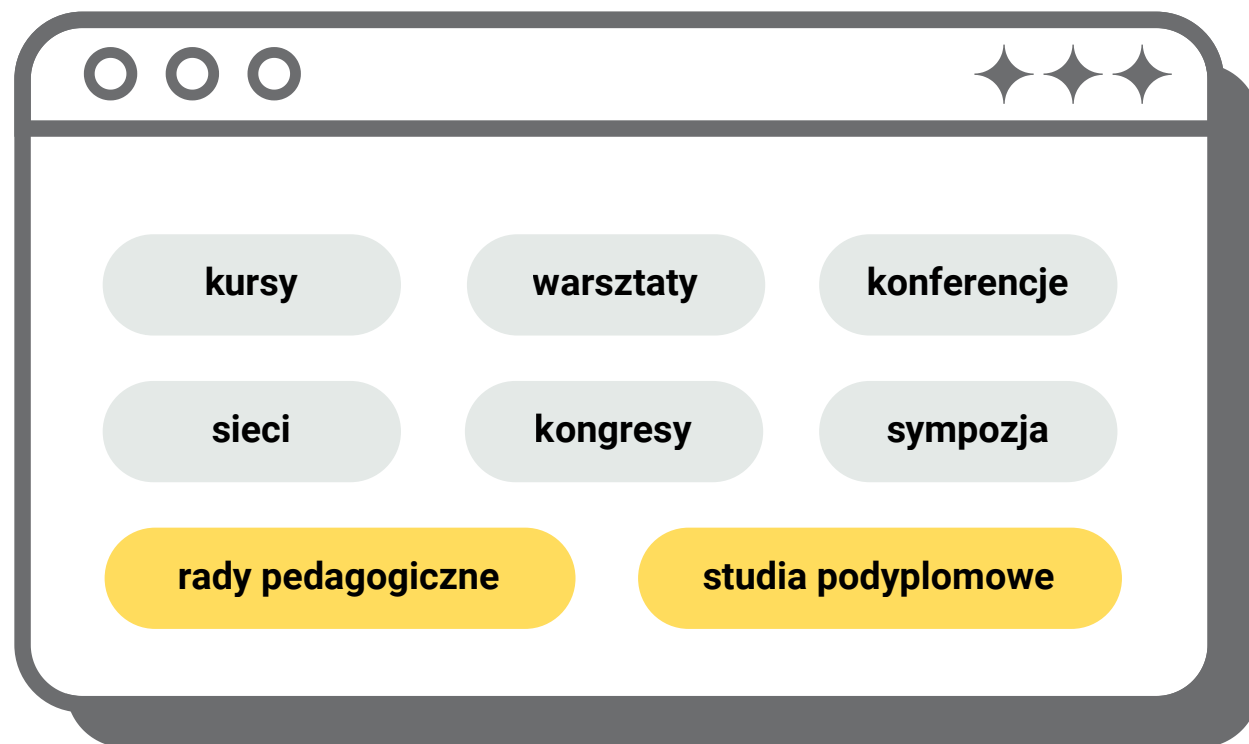 kursy
warsztaty
konferencje
sieci
kongresy
sympozja
rady pedagogiczne
studia podyplomowe